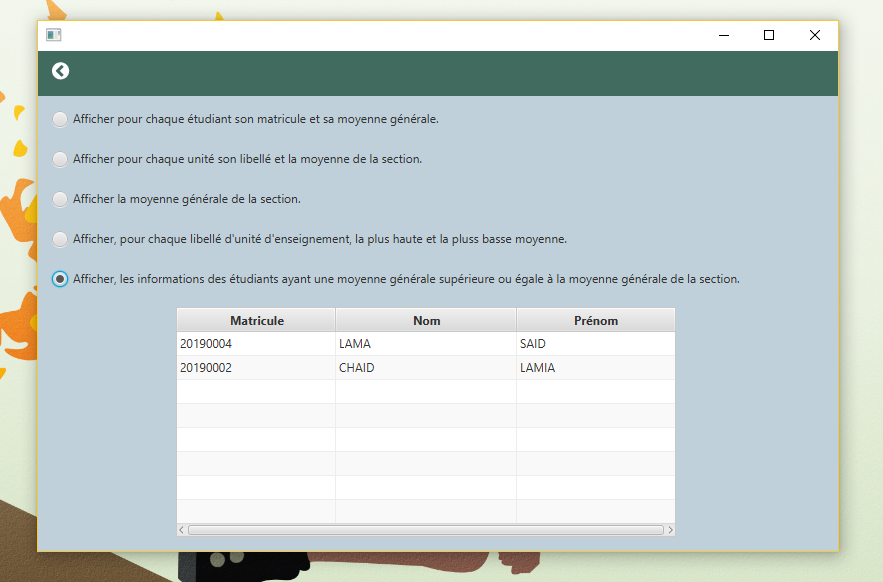 Afficher pour chaque étudiant son matricule et sa moyenne générale.
Afficher pour chaque unité son libellé et la moyenne de la section.
Afficher la moyenne générale de la section.
Afficher, pour chaque libellé d'unité d'enseignement, la plus haute et la pluss basse moyenne.
Afficher, les informations des étudiants ayant une moyenne générale supérieure ou égale à la moyenne générale de la section.
Matricule Nom Prénom
20190004 LAMA SAID
20190002 CHAID LAMIA